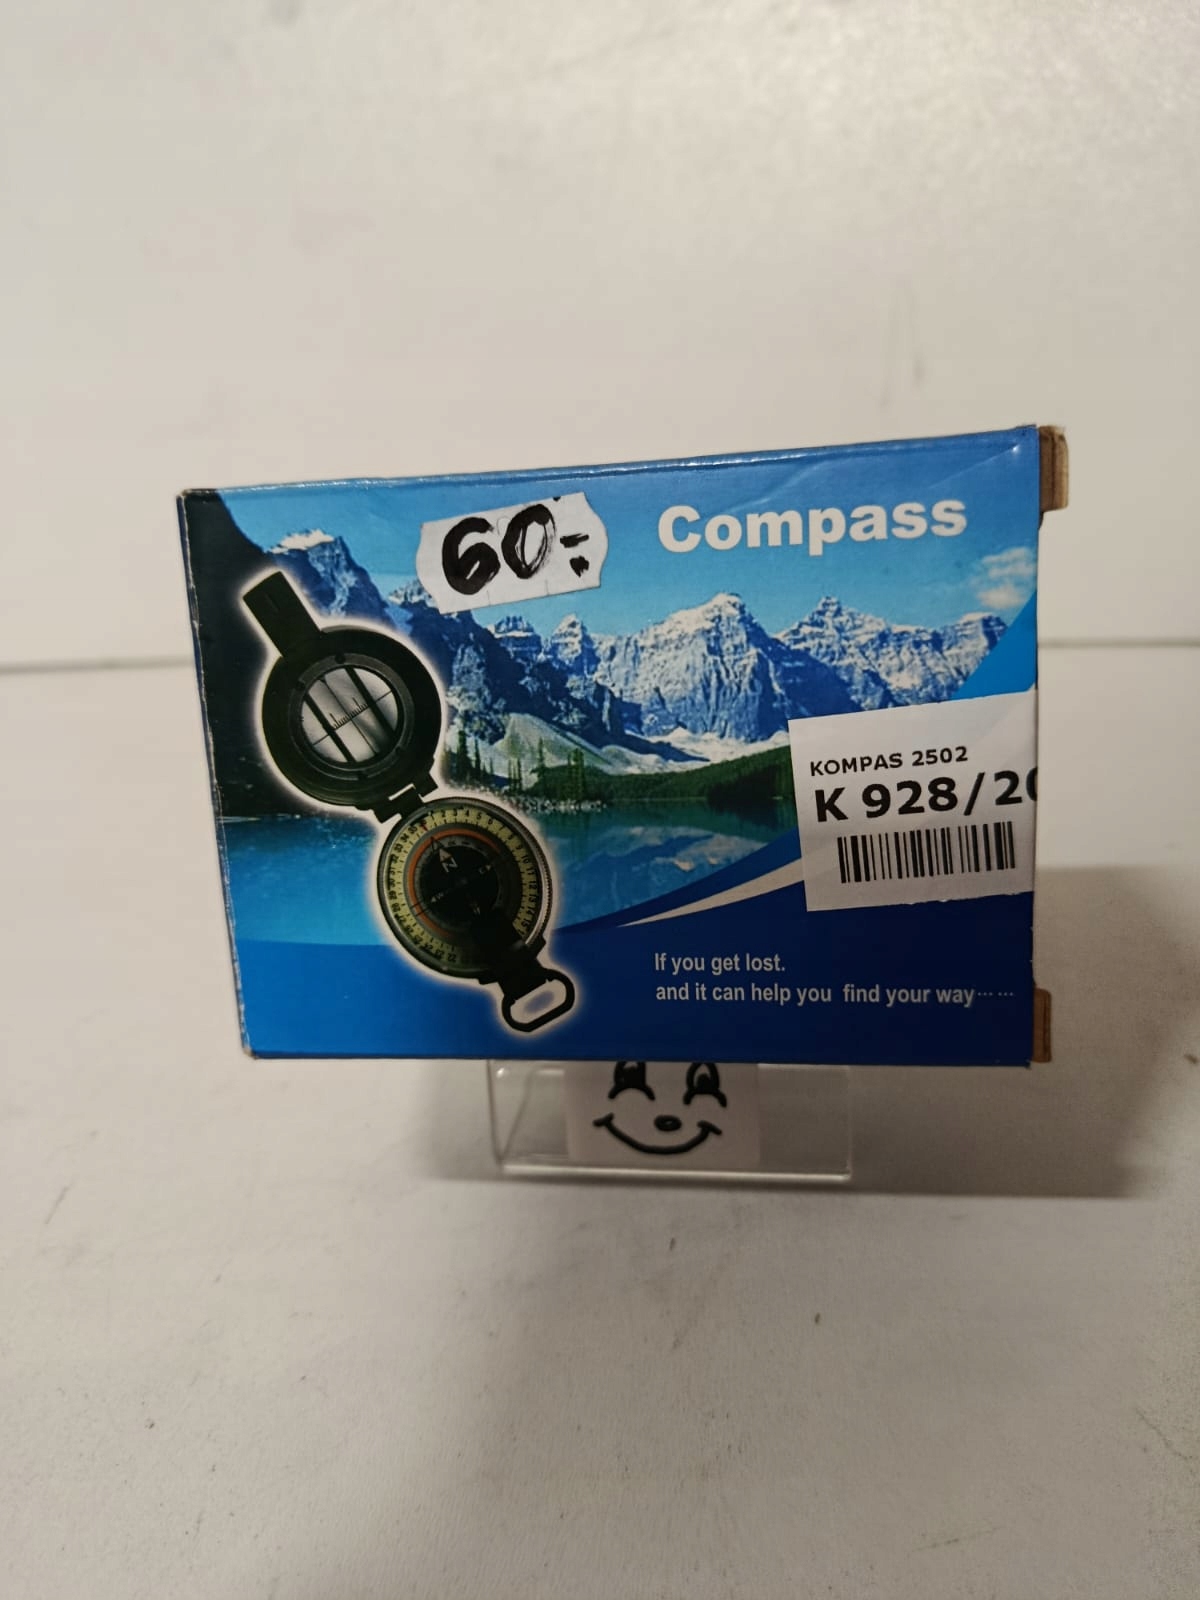 60.-
Compass
KOMPAS 2502
K 928/20
If you get lost.
and it can help you find your way......